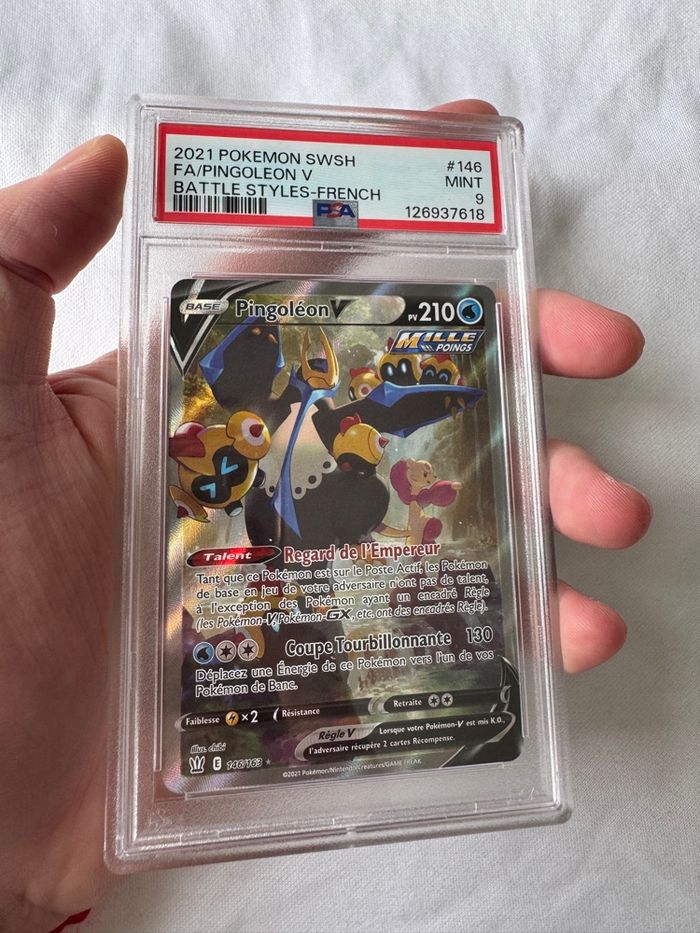 2021 POKEMON SWSH #146
FA/PINGOLEON V MINT
BATTLE STYLES-FRENCH 9
PSA 126937618
BASE Pingoléon V PV 210
MILLE
POINGS
Talent Regard de l'Empereur
Tant que ce Pokémon est sur le Poste Actif, les Pokémon
de base en jeu de votre adversaire n'ont pas de talent,
à l'exception des Pokémon ayant un encadré Règle
(les Pokémon-V, Pokémon-GX, etc. ont des encadrés Règle).
Coupe Tourbillonnante 130
Déplacez une Énergie de ce Pokémon vers l'un de vos
Pokémon de Banc.
Faiblesse ×2 Résistance Retraite
Règle V Lorsque votre Pokémon-V est mis K.O.,
l'adversaire récupère 2 cartes Récompense.
Illus. chibi
E 146/163
©2021 Pokémon/Nintendo/Creatures/GAME FREAK